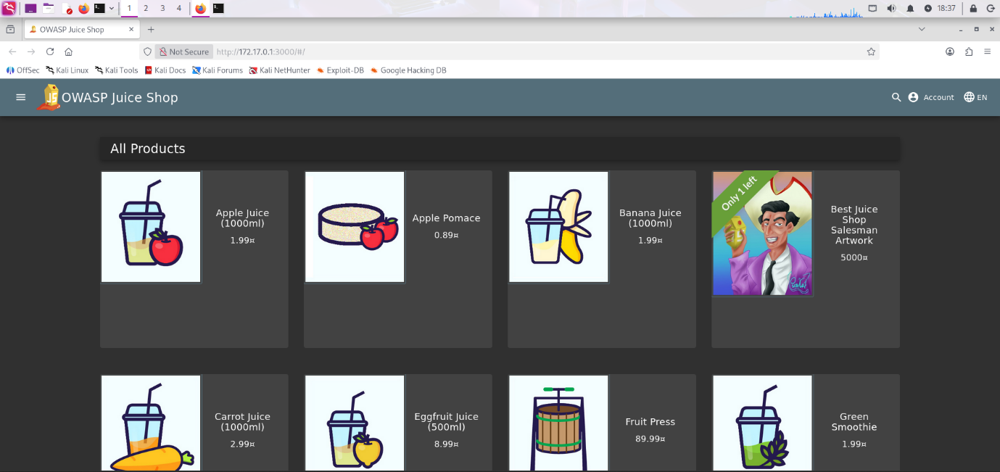 1 2 3 4
18:37
OWASP Juice Shop
Not Secure http://172.17.0.1:3000/#/
OffSec Kali Linux Kali Tools Kali Docs Kali Forums Kali NetHunter Exploit-DB Google Hacking DB
JS
OWASP Juice Shop
Account EN
All Products
Apple Juice
(1000ml)
1.99¤
Apple Pomace
0.89¤
Banana Juice
(1000ml)
1.99¤
Only 1 left
Best Juice
Shop
Salesman
Artwork
5000¤
Carrot Juice
(1000ml)
2.99¤
Eggfruit Juice
(500ml)
8.99¤
Fruit Press
89.99¤
Green
Smoothie
1.99¤